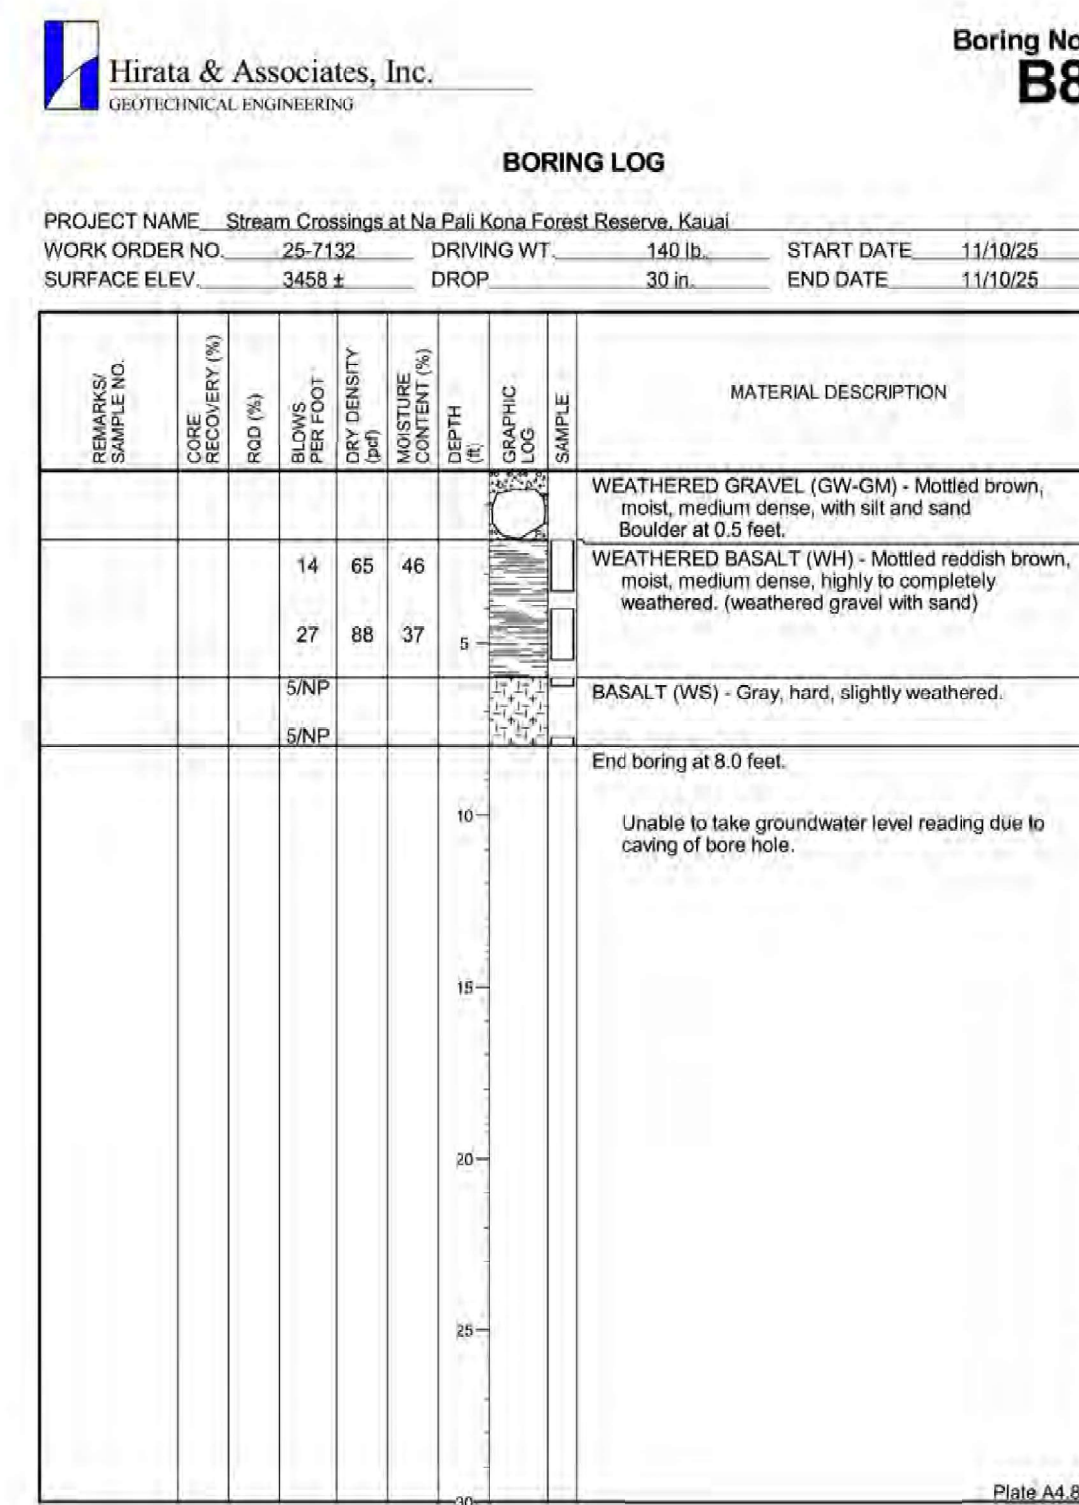 Hirata & Associates, Inc.
GEOTECHNICAL ENGINEERING
Boring No
B8
BORING LOG
PROJECT NAME Stream Crossings at Na Pali Kona Forest Reserve, Kauai
WORK ORDER NO. 25-7132 DRIVING WT. 140 lb. START DATE 11/10/25
SURFACE ELEV. 3458 ± DROP 30 in. END DATE 11/10/25
REMARKS/
SAMPLE NO.
CORE
RECOVERY (%)
RQD (%)
BLOWS
PER FOOT
DRY DENSITY
(pcf)
MOISTURE
CONTENT (%)
DEPTH
(ft)
GRAPHIC
LOG
SAMPLE
MATERIAL DESCRIPTION
WEATHERED GRAVEL (GW-GM) - Mottled brown,
moist, medium dense, with silt and sand
Boulder at 0.5 feet.
14 65 46
WEATHERED BASALT (WH) - Mottled reddish brown,
moist, medium dense, highly to completely
weathered. (weathered gravel with sand)
27 88 37
5
5/NP
BASALT (WS) - Gray, hard, slightly weathered.
5/NP
End boring at 8.0 feet.
10
Unable to take groundwater level reading due to
caving of bore hole.
15
20
25
30
Plate A4.8